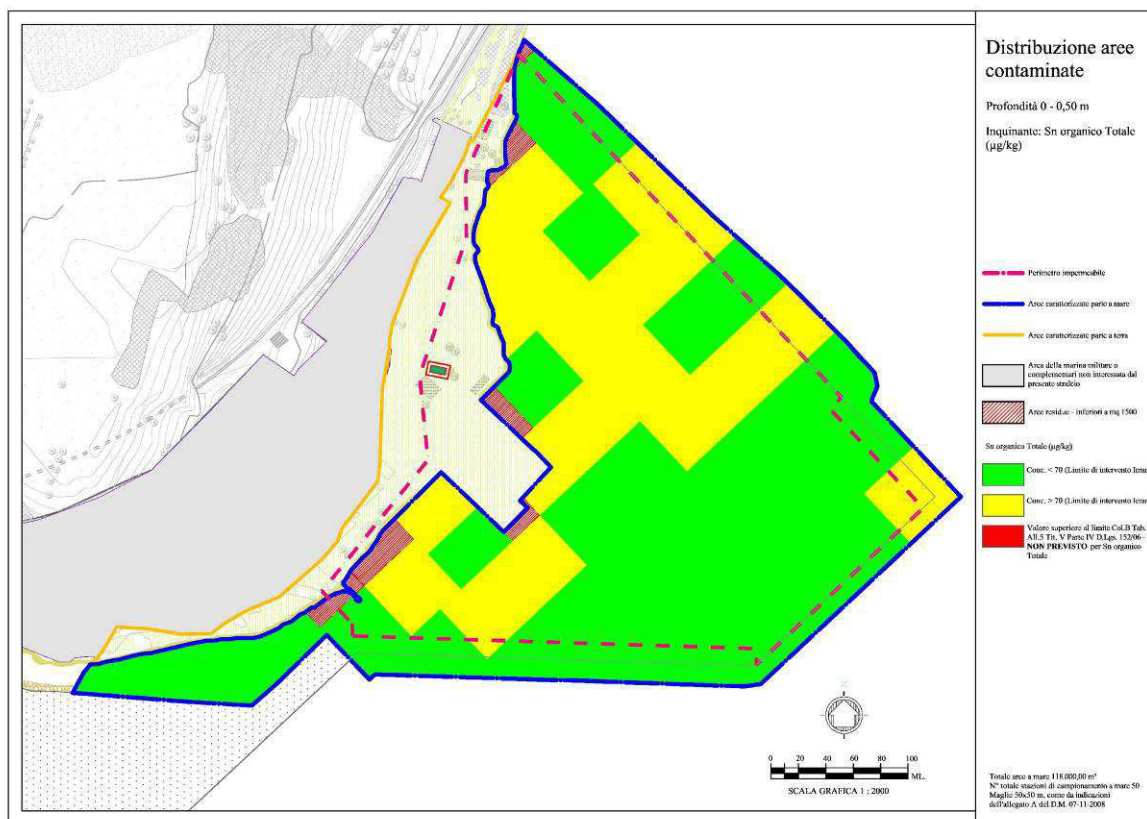 Distribuzione aree
contaminate
Profondità 0 - 0,50 m
Inquinante: Sn organico Totale
(µg/kg)
Perimetro impermeabile
Aree caratterizzate parte a mare
Aree caratterizzate parte a terra
Area della marina militare o
complementari non interessata dal
presente stralcio
Aree residue - inferiori a mq 1500
Sn organico Totale (µg/kg)
Conc. < 70 (Limite di intervento Icram
Conc. > 70 (Limite di intervento Icram
Valore superiore al limite Col.B Tab.
All.5 Tit. V Parte IV D.Lgs. 152/06 -
NON PREVISTO per Sn organico
Totale
N
0 20 40 60 80 100
ML.
SCALA GRAFICA 1 : 2000
Totale aree a mare 118.000,00 m²
N° totale stazioni di campionamento a mare 50
Maglie 50x50 m, come da indicazioni
dell'allegato A del D.M. 07-11-2008